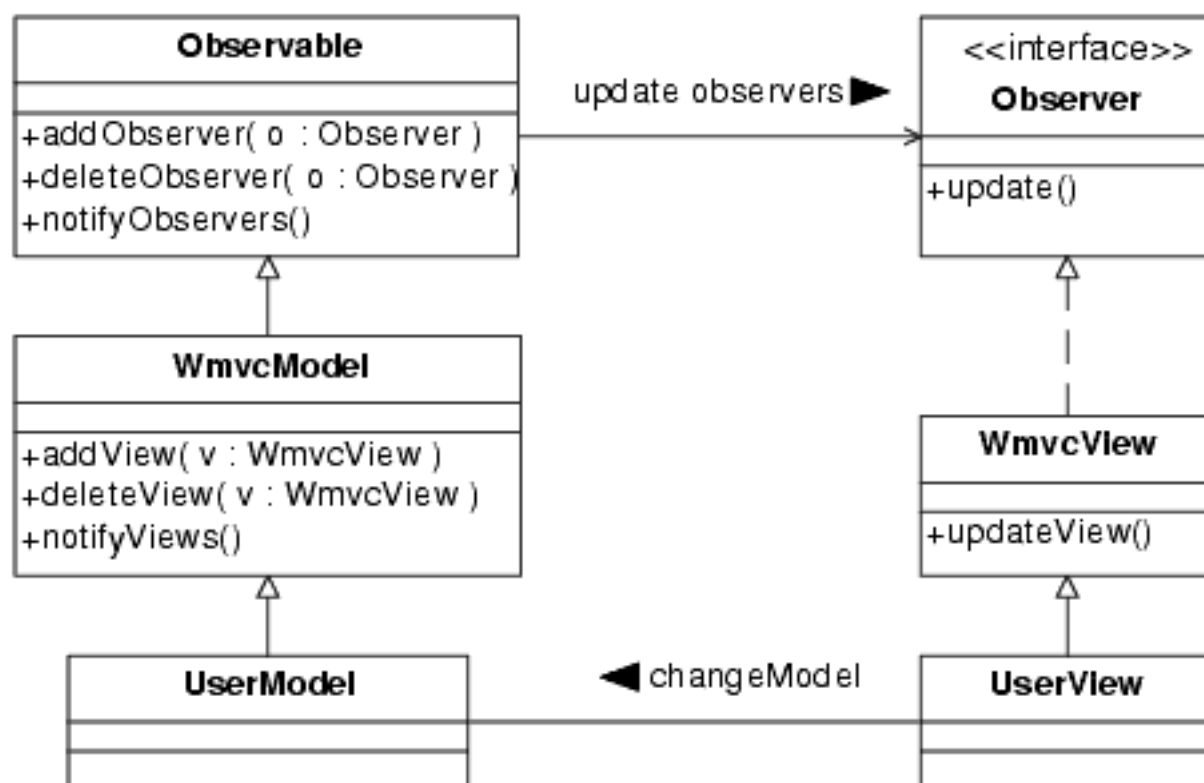 Observable
+addObserver( o : Observer )
+deleteObserver( o : Observer )
+notifyObservers()
update observers
<<interface>>
Observer
+update()
WmvcModel
+addView( v : WmvcView )
+deleteView( v : WmvcView )
+notifyViews()
WmvcView
+updateView()
UserModel
changeModel
UserView